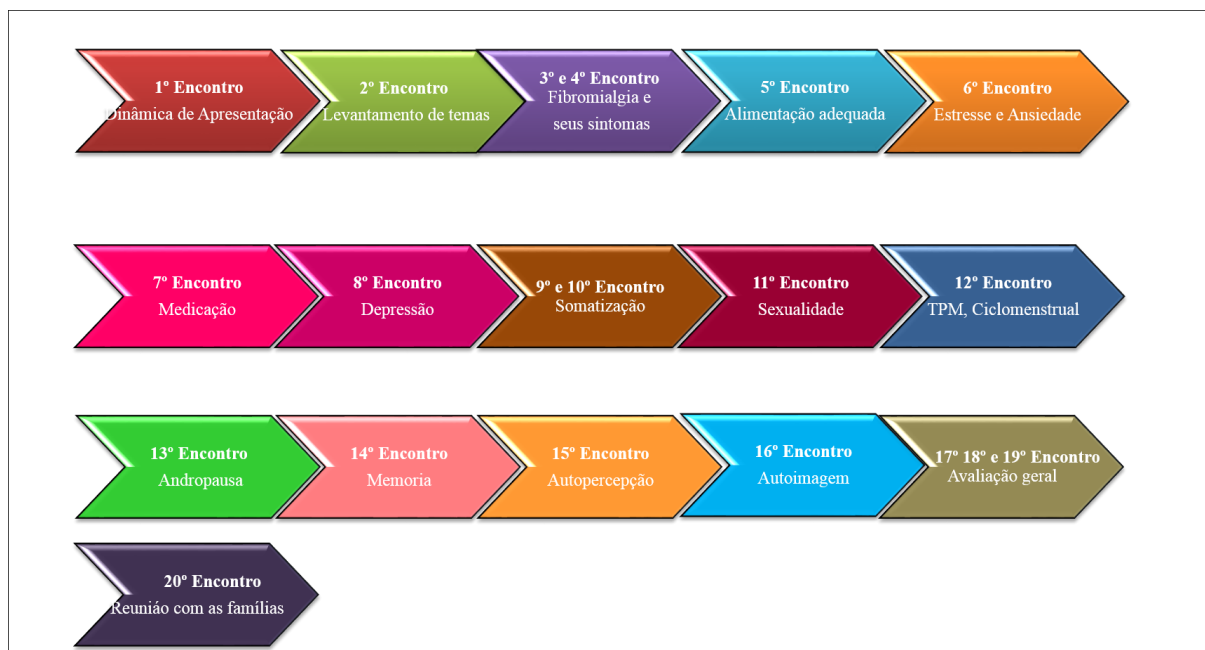 1º Encontro
Dinâmica de Apresentação
2º Encontro
Levantamento de temas
3º e 4º Encontro
Fibromialgia e
seus sintomas
5º Encontro
Alimentação adequada
6º Encontro
Estresse e Ansiedade
7º Encontro
Medicação
8º Encontro
Depressão
9º e 10º Encontro
Somatização
11º Encontro
Sexualidade
12º Encontro
TPM, Ciclomenstrual
13º Encontro
Andropausa
14º Encontro
Memoria
15º Encontro
Autopercepção
16º Encontro
Autoimagem
17º 18º e 19º Encontro
Avaliação geral
20º Encontro
Reunião com as famílias